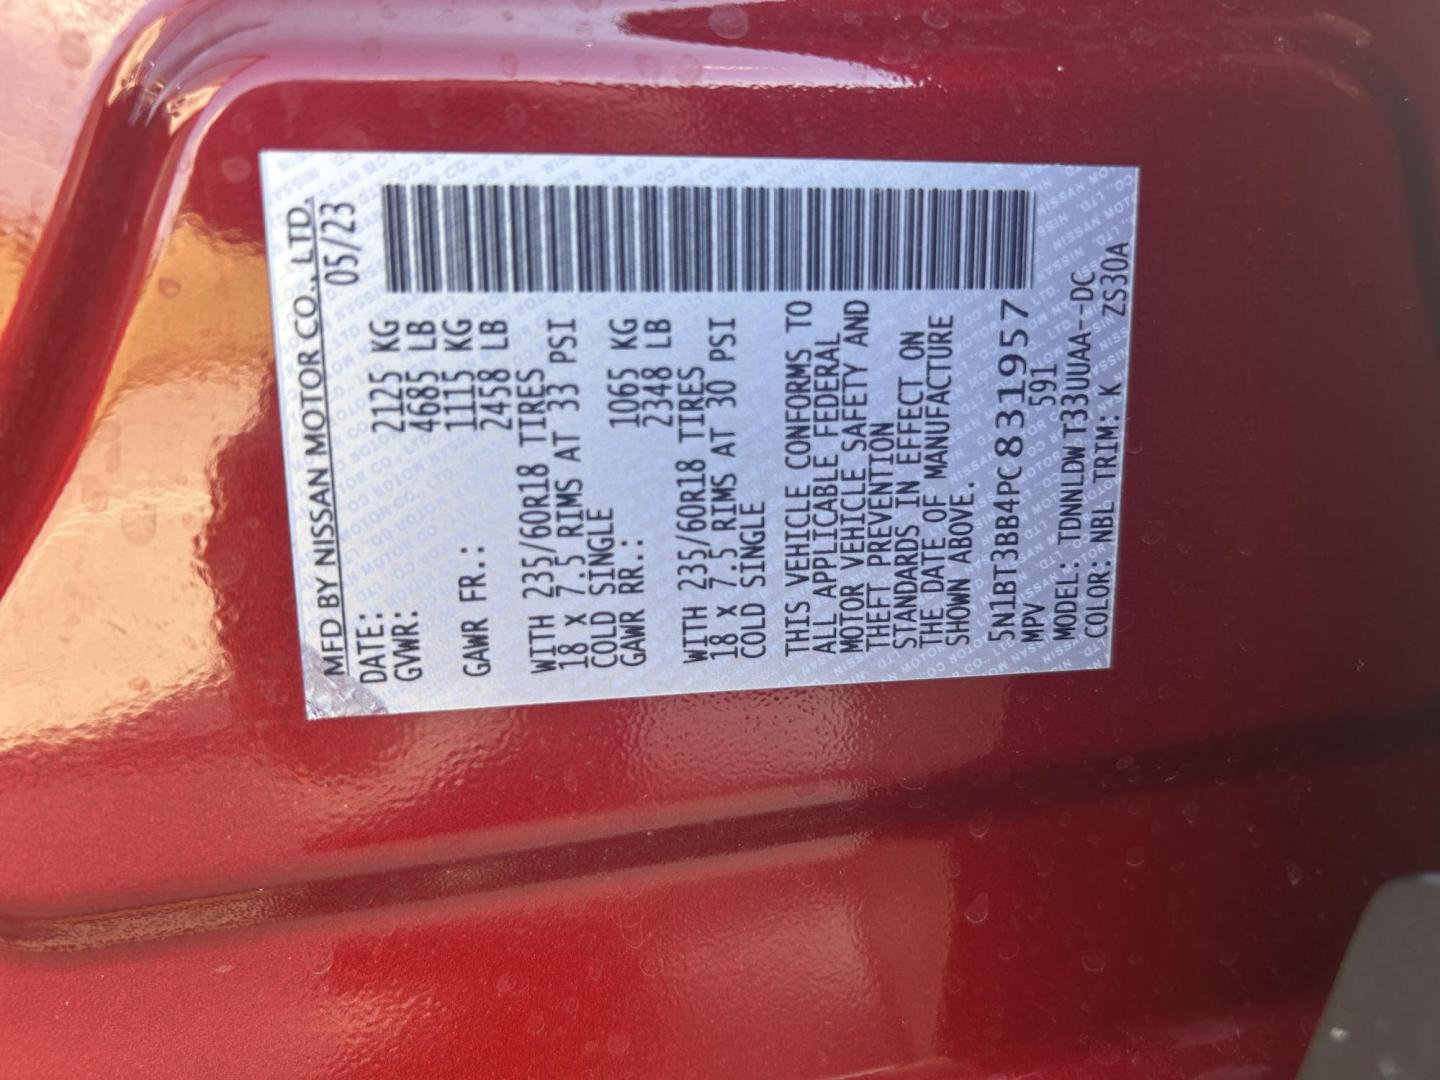 MFD BY NISSAN MOTOR CO., LTD.
DATE: 05/23
GVWR: 2125 KG
4685 LB
GAWR FR.: 1115 KG
2458 LB
WITH 235/60R18 TIRES
18 x 7.5 RIMS AT 33 PSI
COLD SINGLE
GAWR RR.: 1065 KG
2348 LB
WITH 235/60R18 TIRES
18 x 7.5 RIMS AT 30 PSI
COLD SINGLE
THIS VEHICLE CONFORMS TO
ALL APPLICABLE FEDERAL
MOTOR VEHICLE SAFETY AND
THEFT PREVENTION
STANDARDS IN EFFECT ON
THE DATE OF MANUFACTURE
SHOWN ABOVE.
5N1BT3BB4PC831957
MPV 591
MODEL: TDNNLDW T33UUAA--DC
COLOR: NBL TRIM: K ZS30A